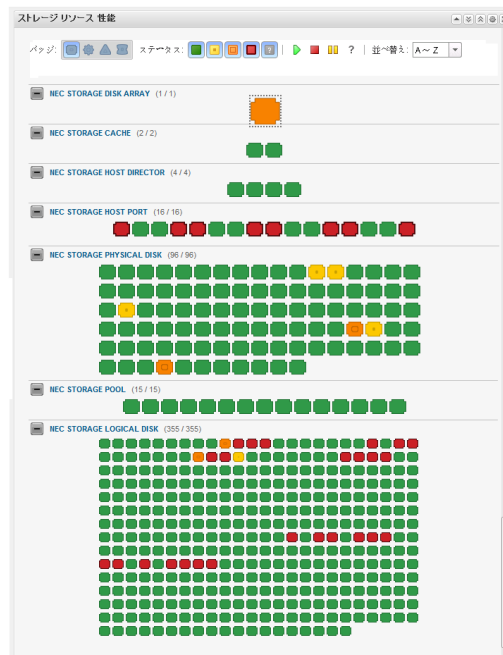 ストレージ リソース 性能
バッジ: ステータス: ? | ? | 並べ替え: A～ Z
NEC STORAGE DISK ARRAY (1 / 1)
NEC STORAGE CACHE (2 / 2)
NEC STORAGE HOST DIRECTOR (4 / 4)
NEC STORAGE HOST PORT (16 / 16)
NEC STORAGE PHYSICAL DISK (96 / 96)
NEC STORAGE POOL (15 / 15)
NEC STORAGE LOGICAL DISK (355 / 355)